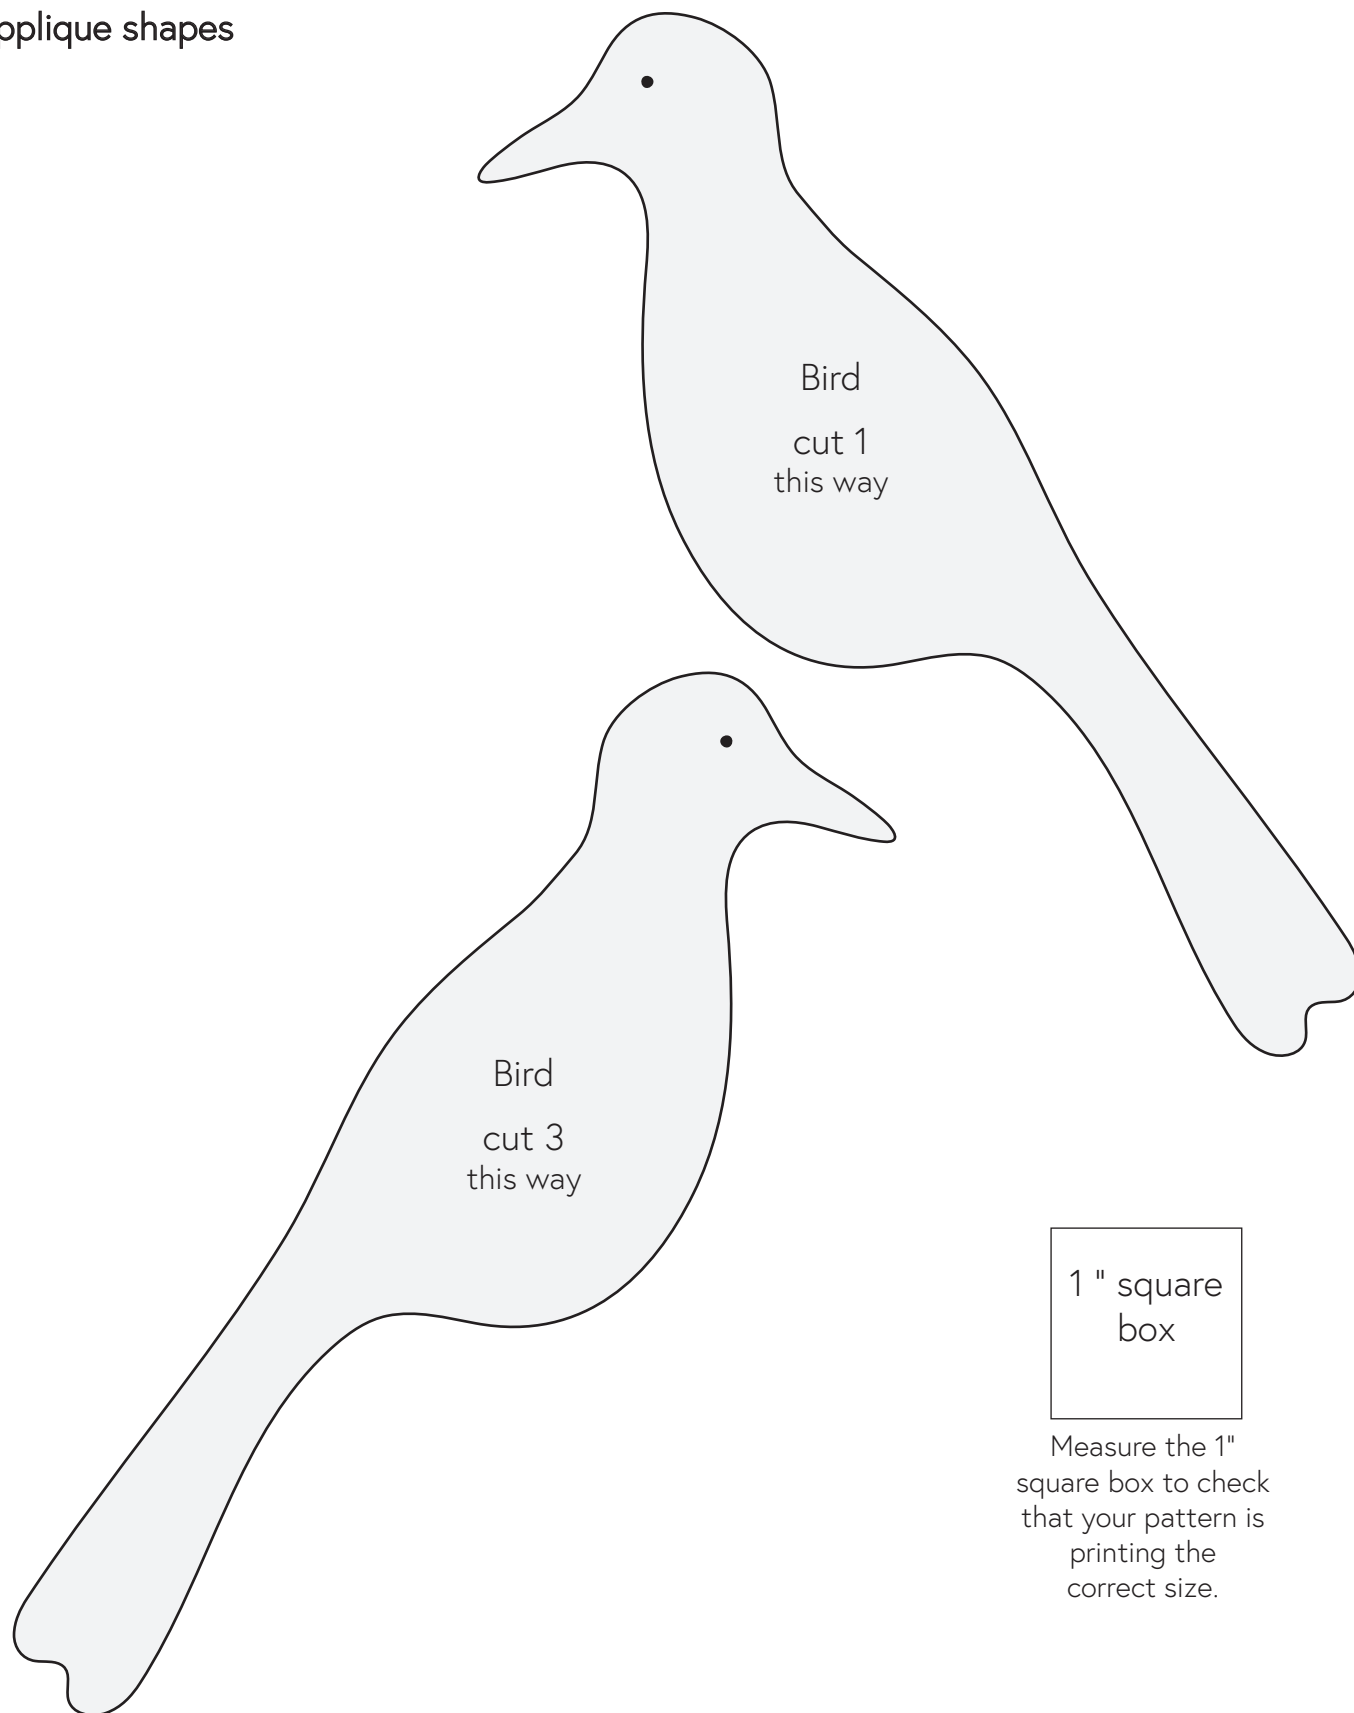 pplique shapes
Bird
cut 1
this way
Bird
cut 3
this way
1 " square
box
Measure the 1"
square box to check
that your pattern is
printing the
correct size.